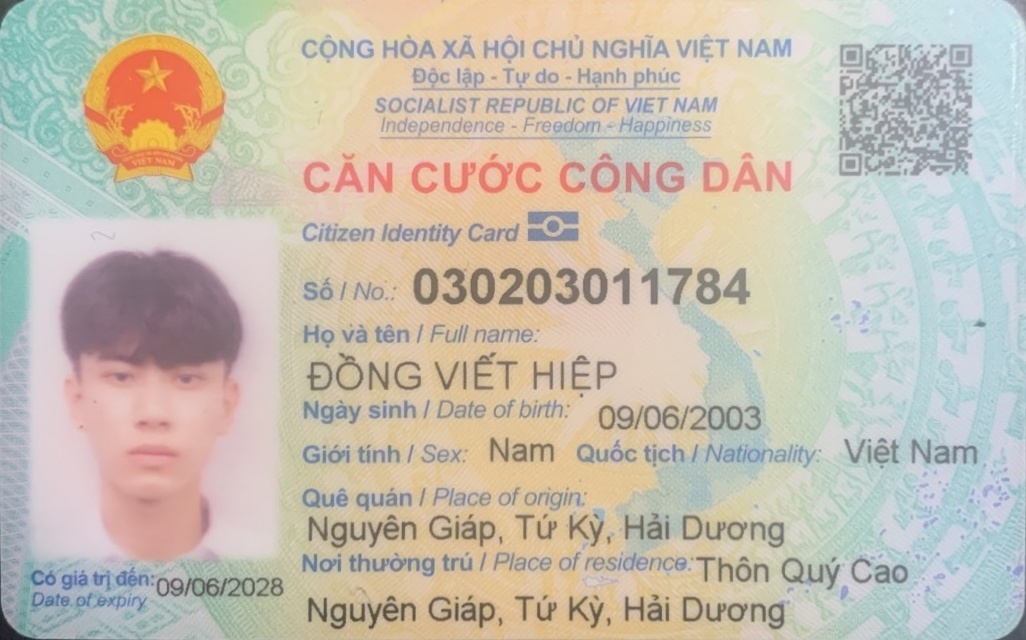 CỘNG HÒA XÃ HỘI CHỦ NGHĨA VIỆT NAM
Độc lập - Tự do - Hạnh phúc
SOCIALIST REPUBLIC OF VIET NAM
Independence - Freedom - Happiness
CĂN CƯỚC CÔNG DÂN
Citizen Identity Card
Số / No.: 030203011784
Họ và tên / Full name:
ĐỒNG VIẾT HIỆP
Ngày sinh / Date of birth: 09/06/2003
Giới tính / Sex: Nam Quốc tịch / Nationality: Việt Nam
Quê quán / Place of origin:
Nguyên Giáp, Tứ Kỳ, Hải Dương
Nơi thường trú / Place of residence: Thôn Quý Cao
Nguyên Giáp, Tứ Kỳ, Hải Dương
Có giá trị đến: 09/06/2028
Date of expiry
VIỆT NAM